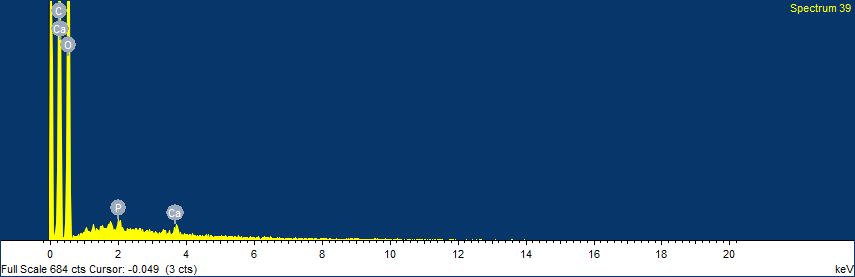 Spectrum 39
C
Ca
O
P
Ca
0 2 4 6 8 10 12 14 16 18 20
Full Scale 684 cts Cursor: -0.049 (3 cts) keV